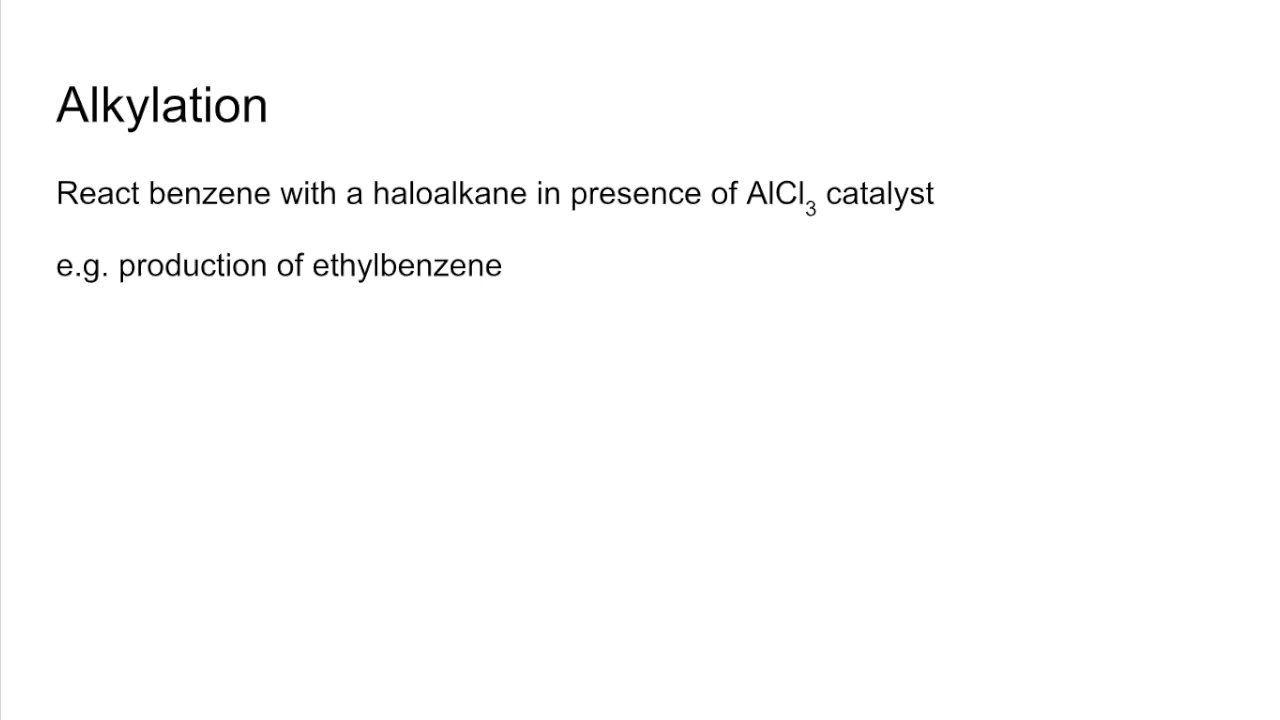 Alkylation
React benzene with a haloalkane in presence of AlCl₃ catalyst
e.g. production of ethylbenzene